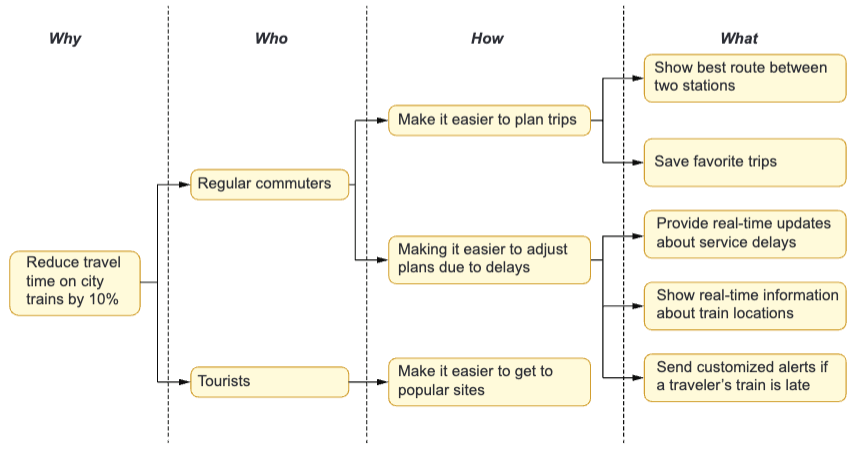 Why
Who
How
What
Reduce travel
time on city
trains by 10%
Regular commuters
Tourists
Make it easier to plan trips
Making it easier to adjust
plans due to delays
Make it easier to get to
popular sites
Show best route between
two stations
Save favorite trips
Provide real-time updates
about service delays
Show real-time information
about train locations
Send customized alerts if
a traveler’s train is late